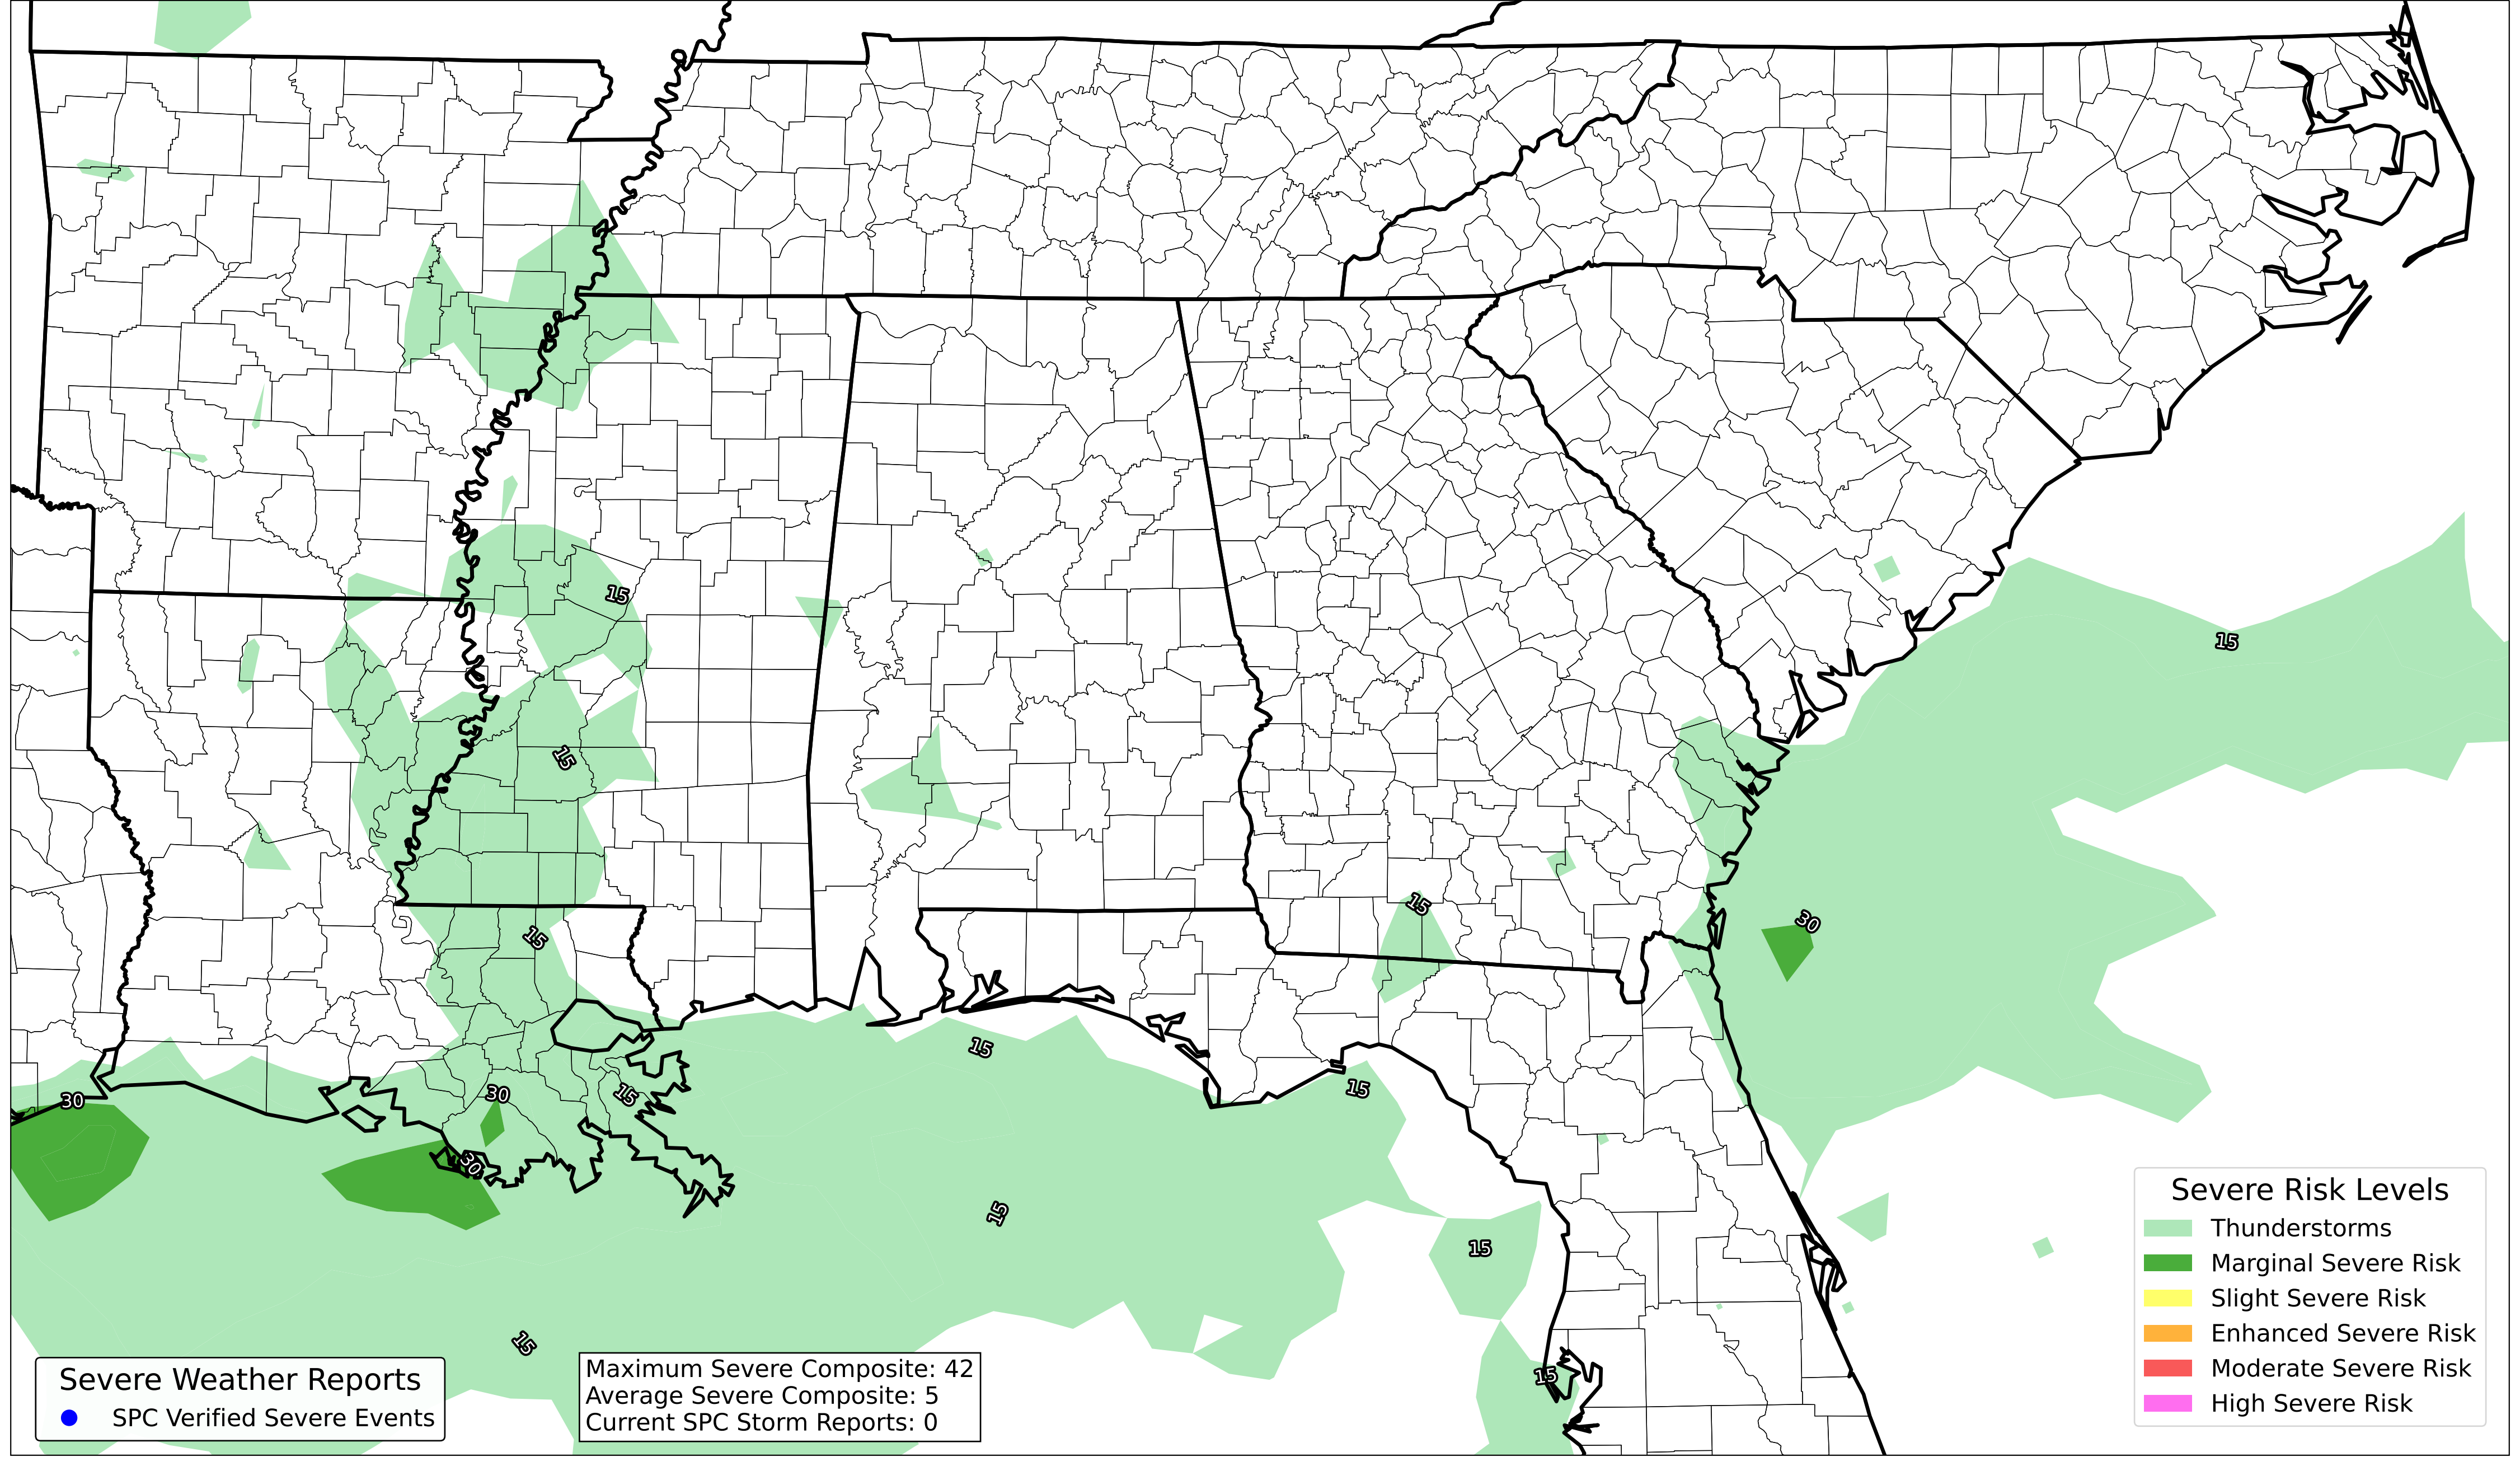 15
15
15
15
30
15
30
30
15
15
30
15
15
15
15
15
Severe Weather Reports
SPC Verified Severe Events
Maximum Severe Composite: 42
Average Severe Composite: 5
Current SPC Storm Reports: 0
Severe Risk Levels
Thunderstorms
Marginal Severe Risk
Slight Severe Risk
Enhanced Severe Risk
Moderate Severe Risk
High Severe Risk